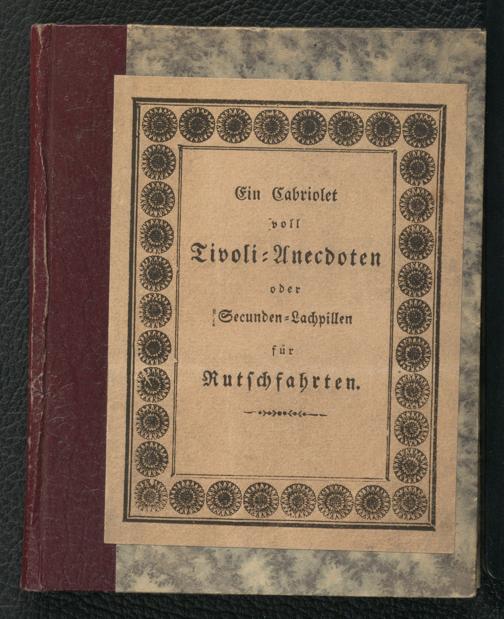 Ein Cabriolet
voll
Tivoli=Anecdoten
oder
Secunden=Lachpillen
für
Rutschfahrten.